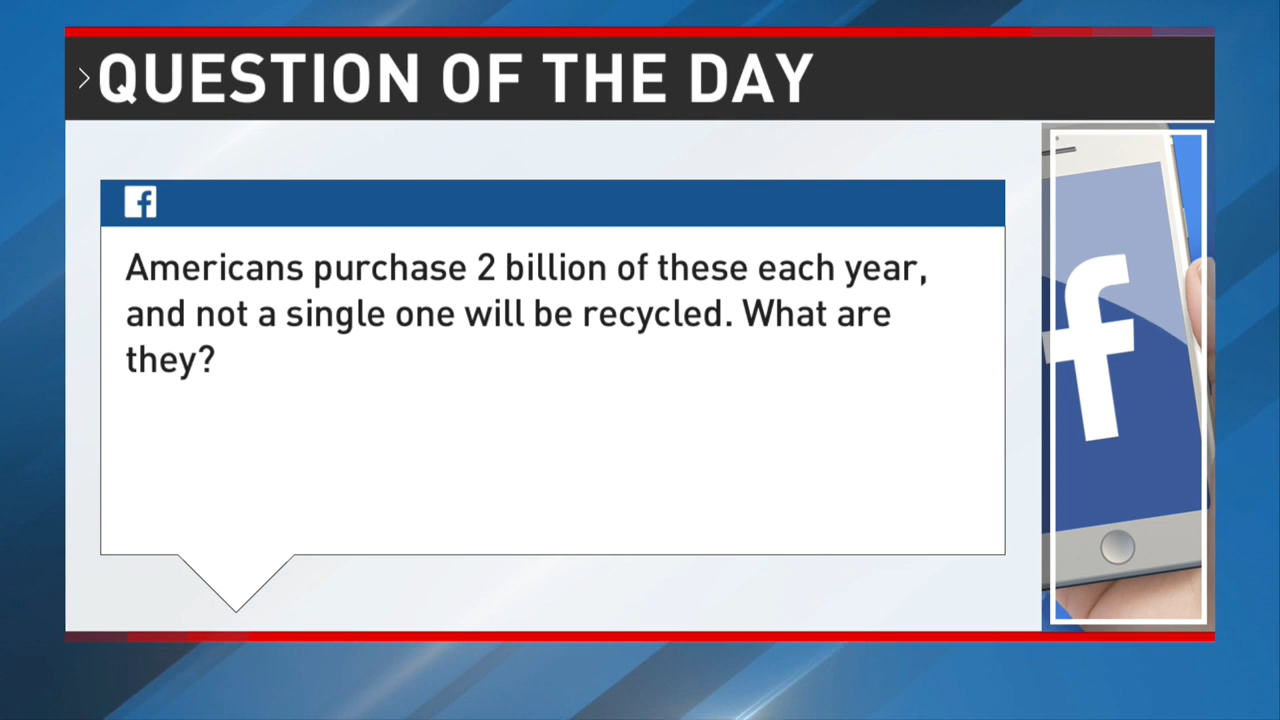 QUESTION OF THE DAY
f
Americans purchase 2 billion of these each year,
and not a single one will be recycled. What are
they?
f